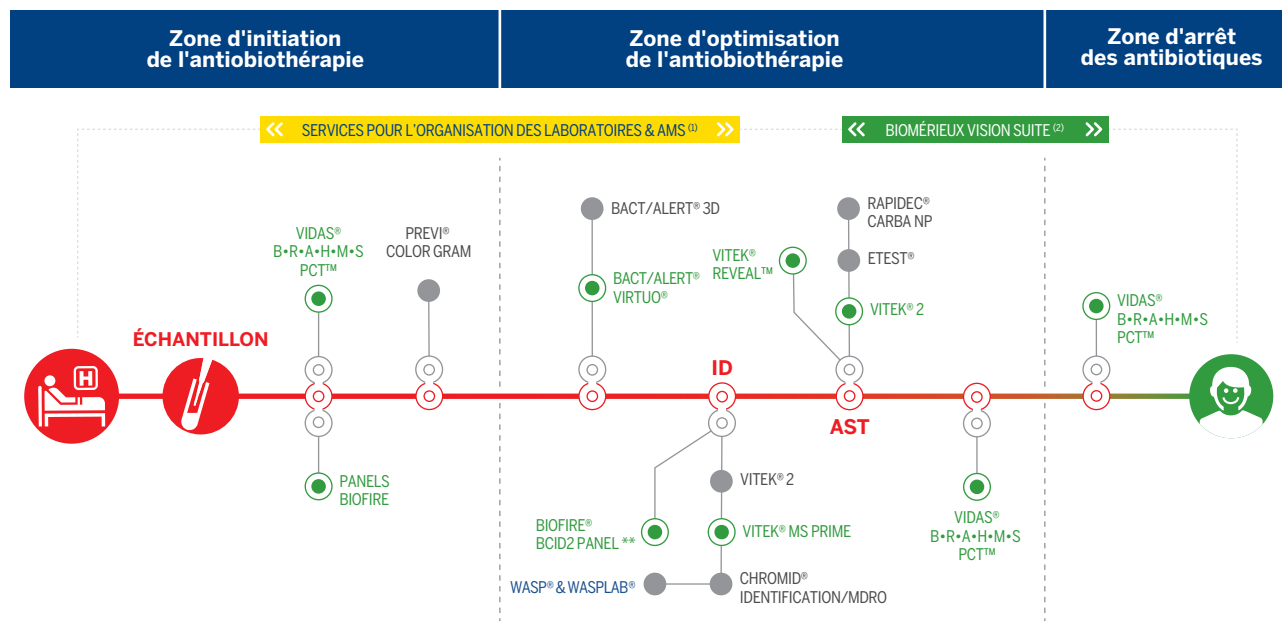 Zone d'initiation
de l'antiobiothérapie
Zone d'optimisation
de l'antiobiothérapie
Zone d'arrêt
des antibiotiques
SERVICES POUR L'ORGANISATION DES LABORATOIRES & AMS (1)
BIOMÉRIEUX VISION SUITE (2)
ÉCHANTILLON
H
VIDAS®
B•R•A•H•M•S
PCT™
PREVI®
COLOR GRAM
PANELS
BIOFIRE
BACT/ALERT® 3D
BACT/ALERT®
VIRTUO®
ID
BIOFIRE®
BCID2 PANEL **
VITEK® 2
VITEK® MS PRIME
WASP® & WASPLAB®
CHROMID®
IDENTIFICATION/MDRO
VITEK®
REVEAL™
RAPIDEC®
CARBA NP
ETEST®
VITEK® 2
AST
VIDAS®
B•R•A•H•M•S
PCT™
VIDAS®
B•R•A•H•M•S
PCT™